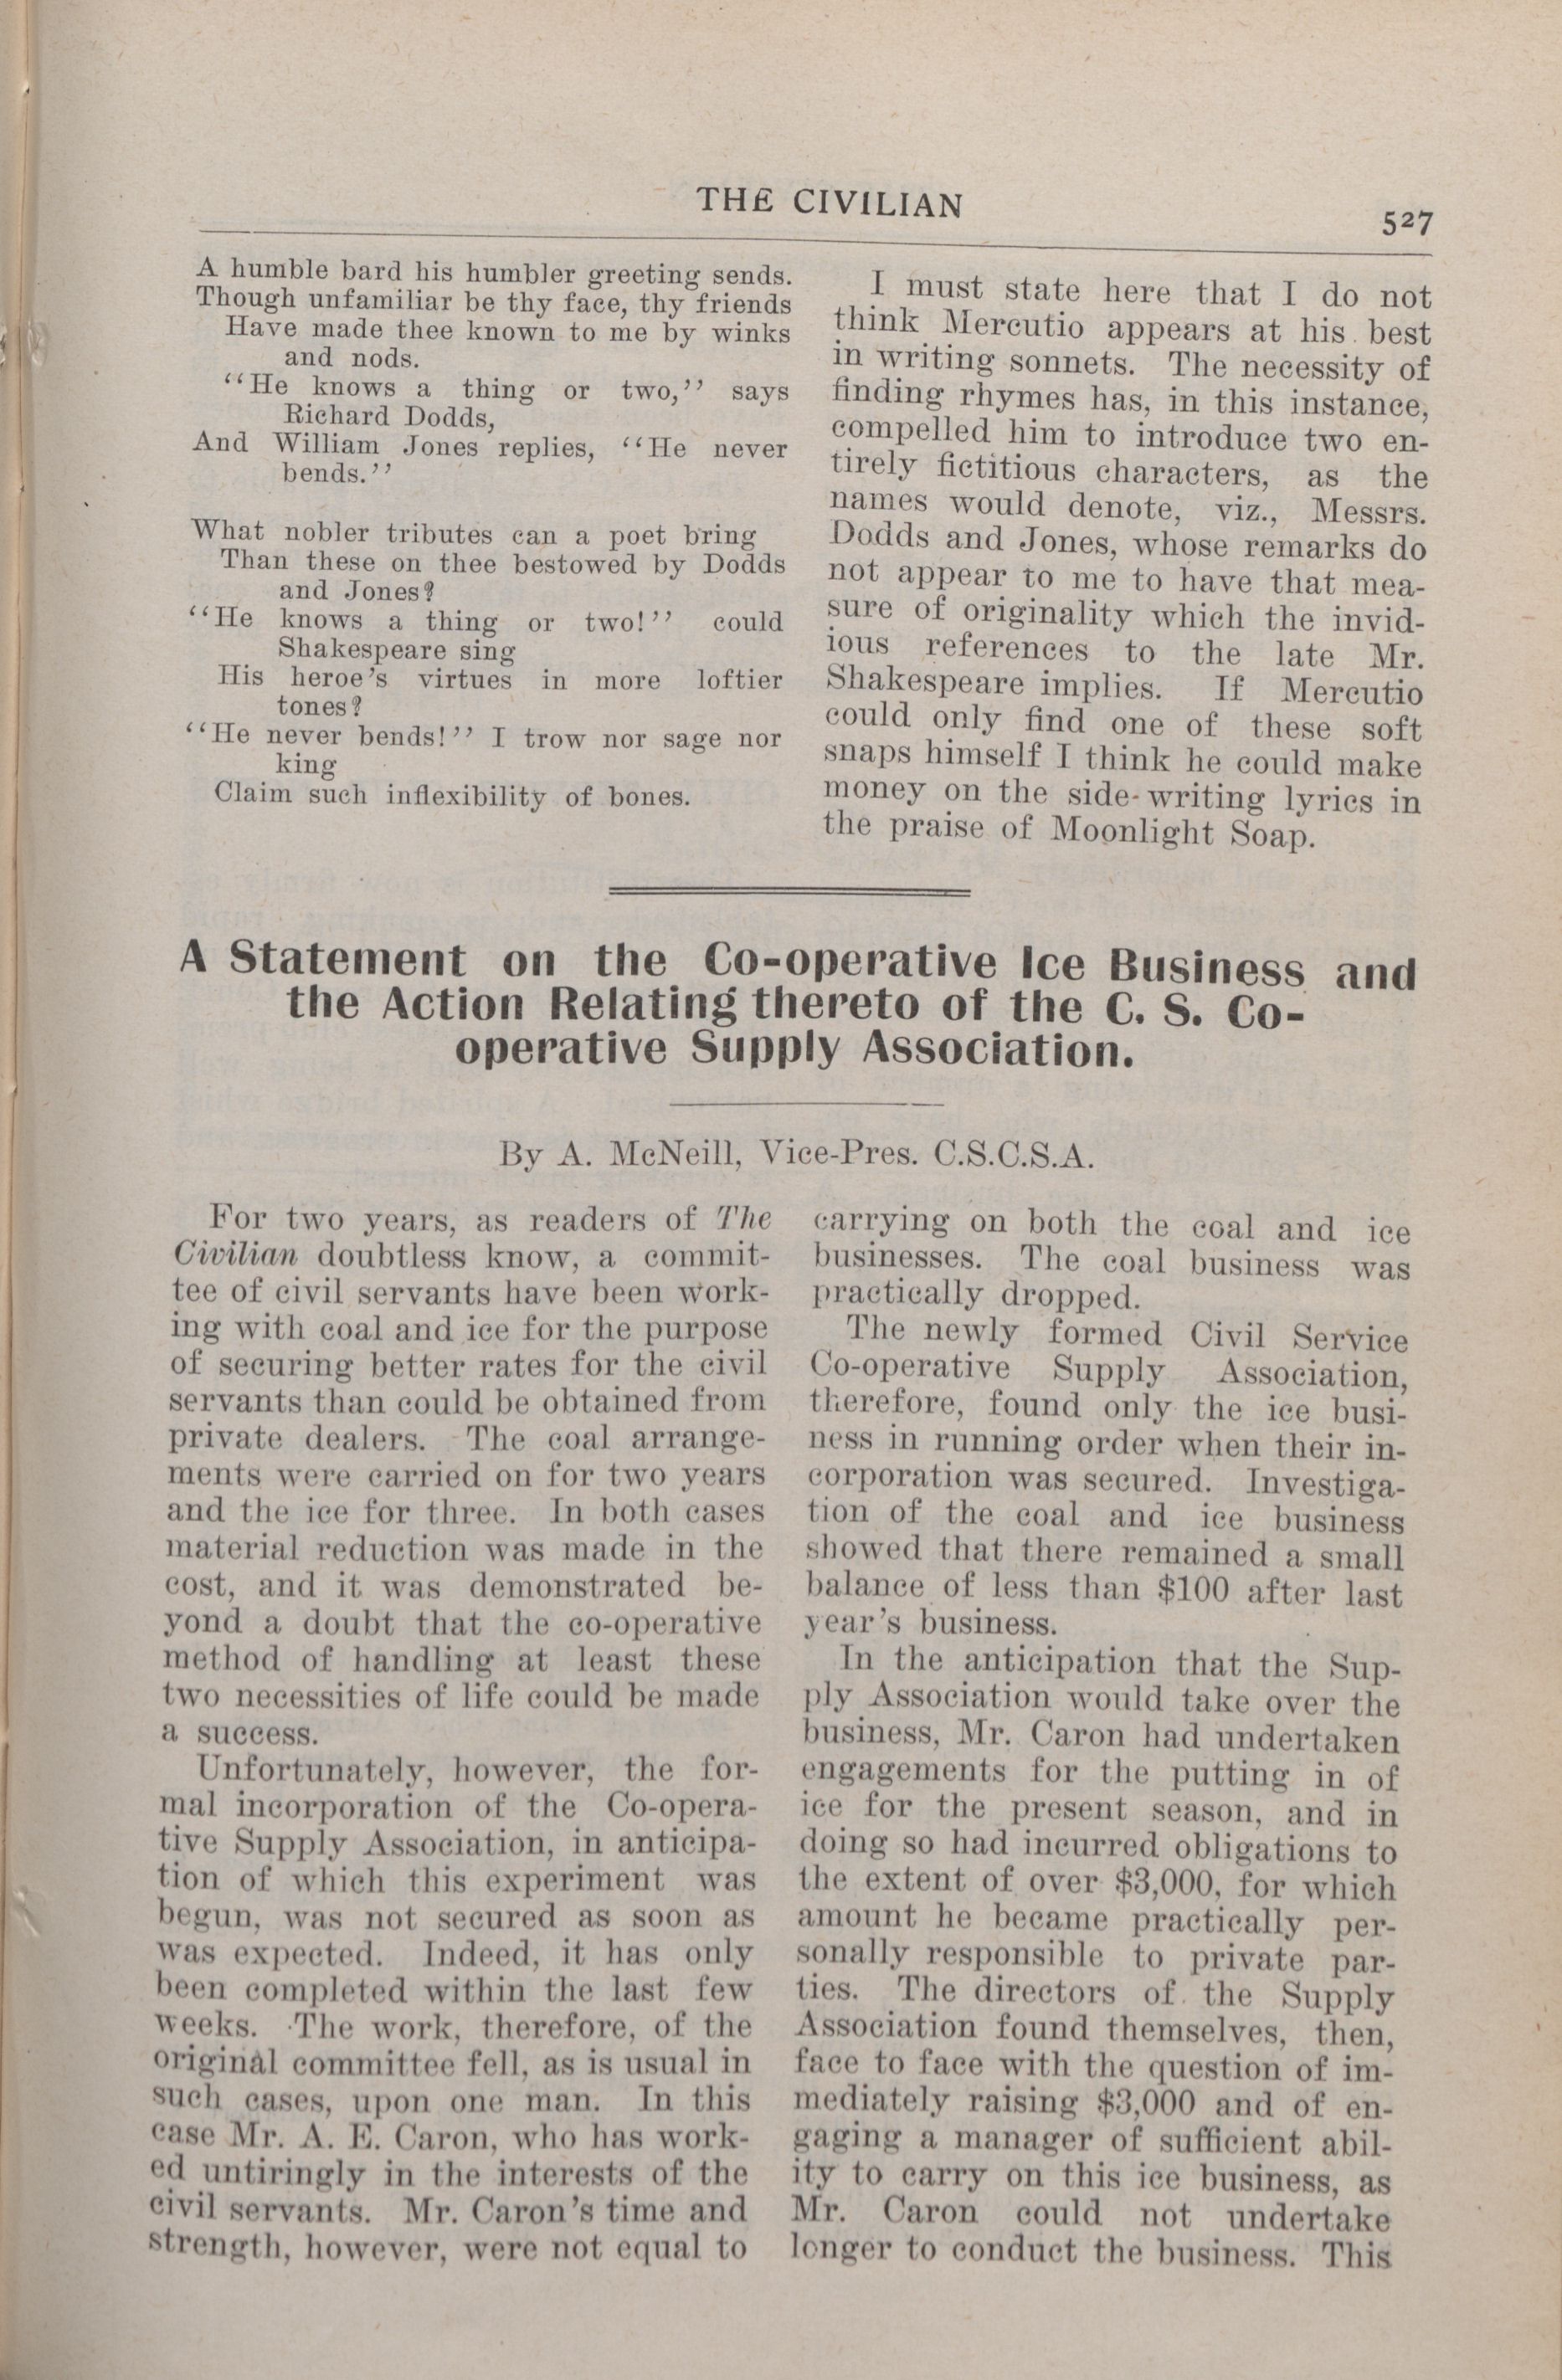 THE CIVILIAN
527
A humble bard his humbler greeting sends.
Though unfamiliar be thy face, thy friends
Have made thee known to me by winks
and nods.
“He knows a thing or two,” says
Richard Dodds,
And William Jones replies, “He never
bends.”
What nobler tributes can a poet bring
Than these on thee bestowed by Dodds
and Jones?
“He knows a thing or two!” could
Shakespeare sing
His heroe’s virtues in more loftier
tones?
“He never bends!” I trow nor sage nor
king
Claim such inflexibility of bones.
I must state here that I do not
think Mercutio appears at his best
in writing sonnets. The necessity of
finding rhymes has, in this instance,
compelled him to introduce two en-
tirely fictitious characters, as the
names would denote, viz., Messrs.
Dodds and Jones, whose remarks do
not appear to me to have that mea-
sure of originality which the invid-
ious references to the late Mr.
Shakespeare implies. If Mercutio
could only find one of these soft
snaps himself I think he could make
money on the side-writing lyrics in
the praise of Moonlight Soap.
A Statement on the Co-operative Ice Business and
the Action Relating thereto of the C. S. Co-
operative Supply Association.
By A. McNeill, Vice-Pres. C.S.C.S.A.
For two years, as readers of The
Civilian doubtless know, a commit-
tee of civil servants have been work-
ing with coal and ice for the purpose
of securing better rates for the civil
servants than could be obtained from
private dealers. The coal arrange-
ments were carried on for two years
and the ice for three. In both cases
material reduction was made in the
cost, and it was demonstrated be-
yond a doubt that the co-operative
method of handling at least these
two necessities of life could be made
a success.
Unfortunately, however, the for-
mal incorporation of the Co-opera-
tive Supply Association, in anticipa-
tion of which this experiment was
begun, was not secured as soon as
was expected. Indeed, it has only
been completed within the last few
weeks. The work, therefore, of the
original committee fell, as is usual in
such cases, upon one man. In this
case Mr. A. E. Caron, who has work-
ed untiringly in the interests of the
civil servants. Mr. Caron’s time and
strength, however, were not equal to
carrying on both the coal and ice
businesses. The coal business was
practically dropped.
The newly formed Civil Service
Co-operative Supply Association,
therefore, found only the ice busi-
ness in running order when their in-
corporation was secured. Investiga-
tion of the coal and ice business
showed that there remained a small
balance of less than $100 after last
year’s business.
In the anticipation that the Sup-
ply Association would take over the
business, Mr. Caron had undertaken
engagements for the putting in of
ice for the present season, and in
doing so had incurred obligations to
the extent of over $3,000, for which
amount he became practically per-
sonally responsible to private par-
ties. The directors of the Supply
Association found themselves, then,
face to face with the question of im-
mediately raising $3,000 and of en-
gaging a manager of sufficient abil-
ity to carry on this ice business, as
Mr. Caron could not undertake
longer to conduct the business. This